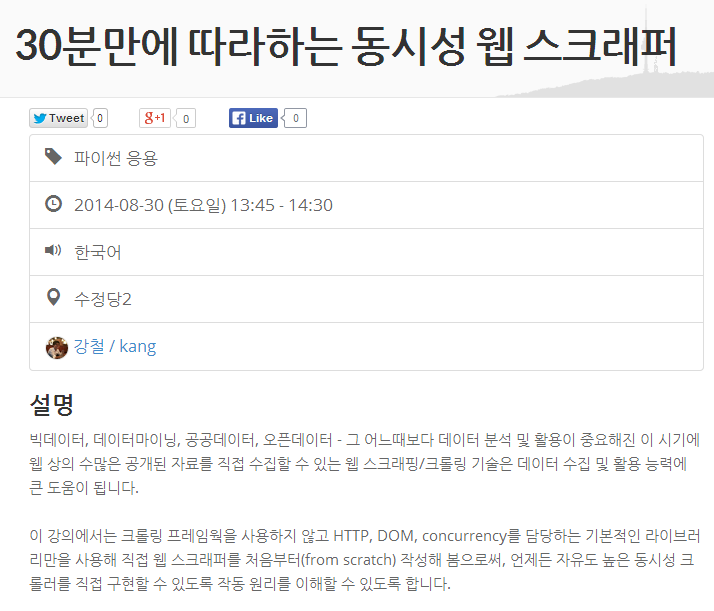 30분만에 따라하는 동시성 웹 스크래퍼
Tweet 0 g+1 0 Like 0
파이썬 응용
2014-08-30 (토요일) 13:45 - 14:30
한국어
수정당2
강철 / kang
설명
빅데이터, 데이터마이닝, 공공데이터, 오픈데이터 - 그 어느때보다 데이터 분석 및 활용이 중요해진 이 시기에
웹 상의 수많은 공개된 자료를 직접 수집할 수 있는 웹 스크래핑/크롤링 기술은 데이터 수집 및 활용 능력에
큰 도움이 됩니다.
이 강의에서는 크롤링 프레임웍을 사용하지 않고 HTTP, DOM, concurrency를 담당하는 기본적인 라이브러
리만을 사용해 직접 웹 스크래퍼를 처음부터(from scratch) 작성해 봄으로써, 언제든 자유도 높은 동시성 크
롤러를 직접 구현할 수 있도록 작동 원리를 이해할 수 있도록 합니다.